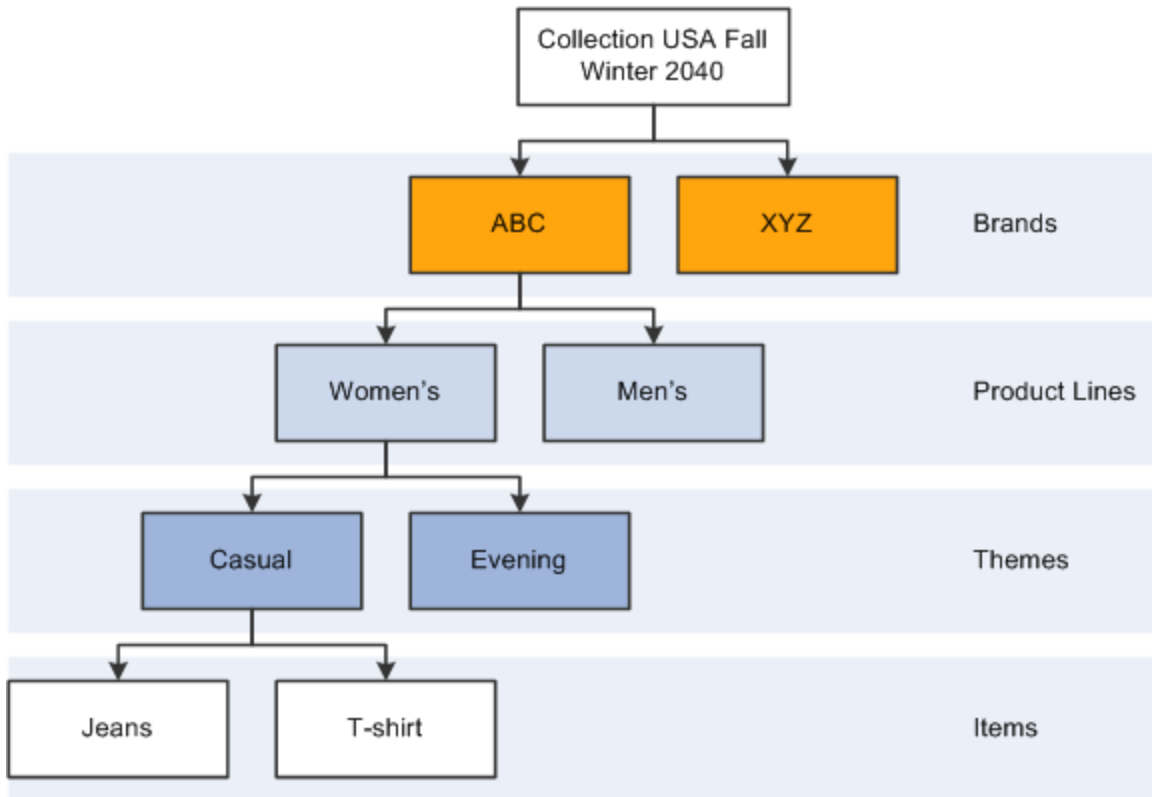 Collection USA Fall
Winter 2040
ABC
XYZ
Brands
Women's
Men's
Product Lines
Casual
Evening
Themes
Jeans
T-shirt
Items